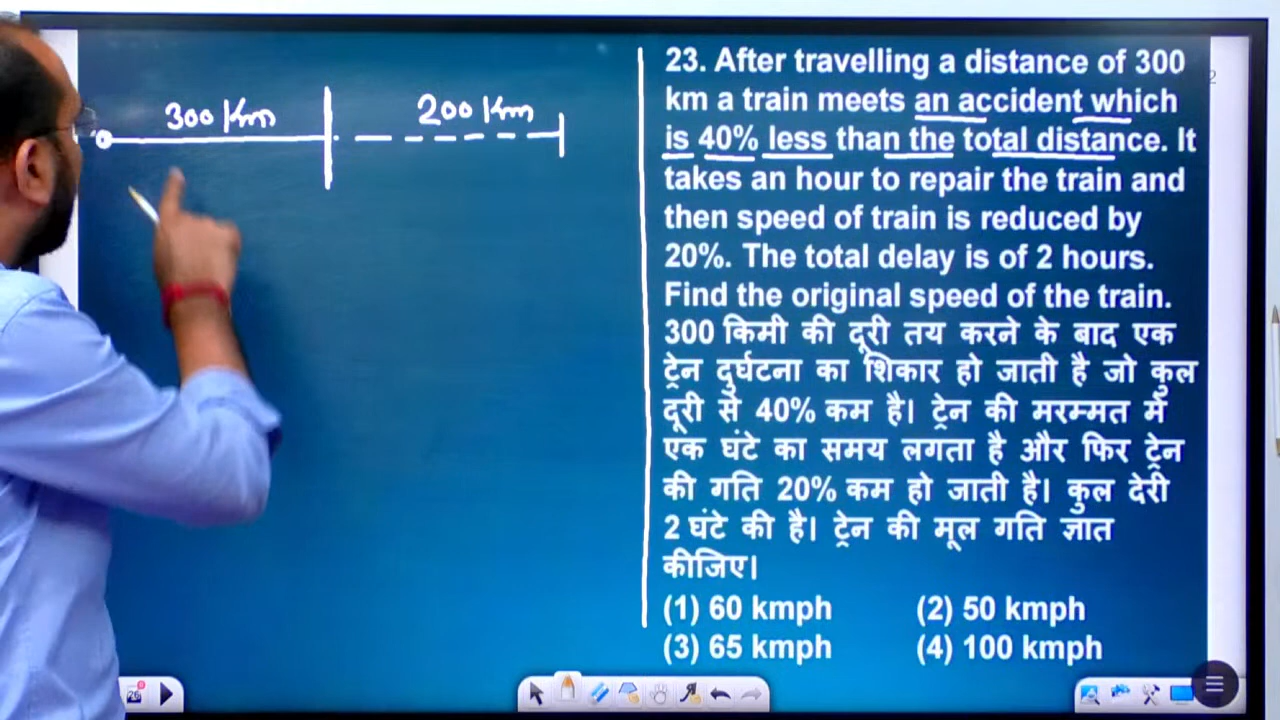 300 Km
200 Km
23. After travelling a distance of 300
km a train meets an accident which
is 40% less than the total distance. It
takes an hour to repair the train and
then speed of train is reduced by
20%. The total delay is of 2 hours.
Find the original speed of the train.
300 किमी की दूरी तय करने के बाद एक
ट्रेन दुर्घटना का शिकार हो जाती है जो कुल
दूरी से 40% कम है। ट्रेन की मरम्मत में
एक घंटे का समय लगता है और फिर ट्रेन
की गति 20% कम हो जाती है। कुल देरी
2 घंटे की है। ट्रेन की मूल गति ज्ञात
कीजिए।
(1) 60 kmph (2) 50 kmph
(3) 65 kmph (4) 100 kmph